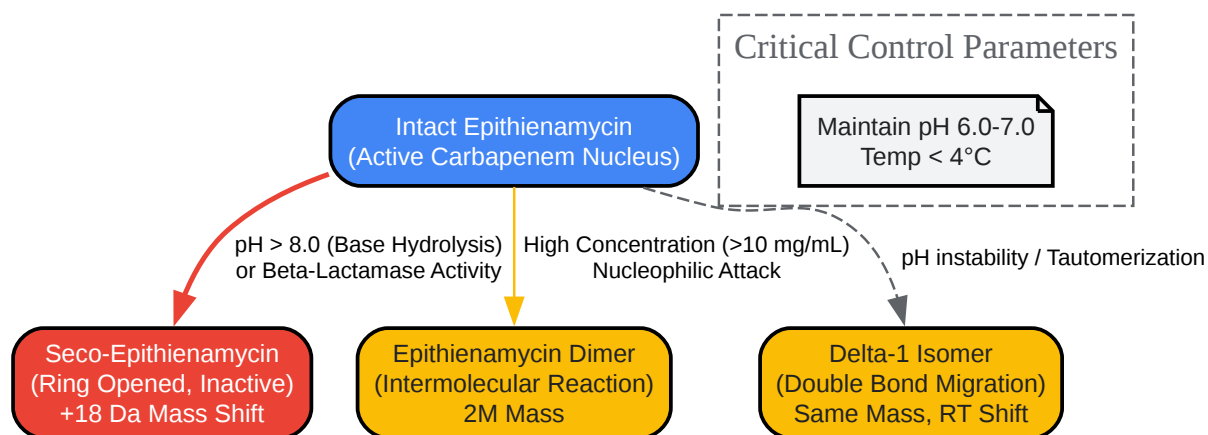 Critical Control Parameters
Intact Epithienamycin
(Active Carbapenem Nucleus)
Maintain pH 6.0-7.0
Temp < 4°C
pH > 8.0 (Base Hydrolysis)
or Beta-Lactamase Activity
High Concentration (>10 mg/mL)
Nucleophilic Attack
pH instability / Tautomerization
Seco-Epithienamycin
(Ring Opened, Inactive)
+18 Da Mass Shift
Epithienamycin Dimer
(Intermolecular Reaction)
2M Mass
Delta-1 Isomer
(Double Bond Migration)
Same Mass, RT Shift